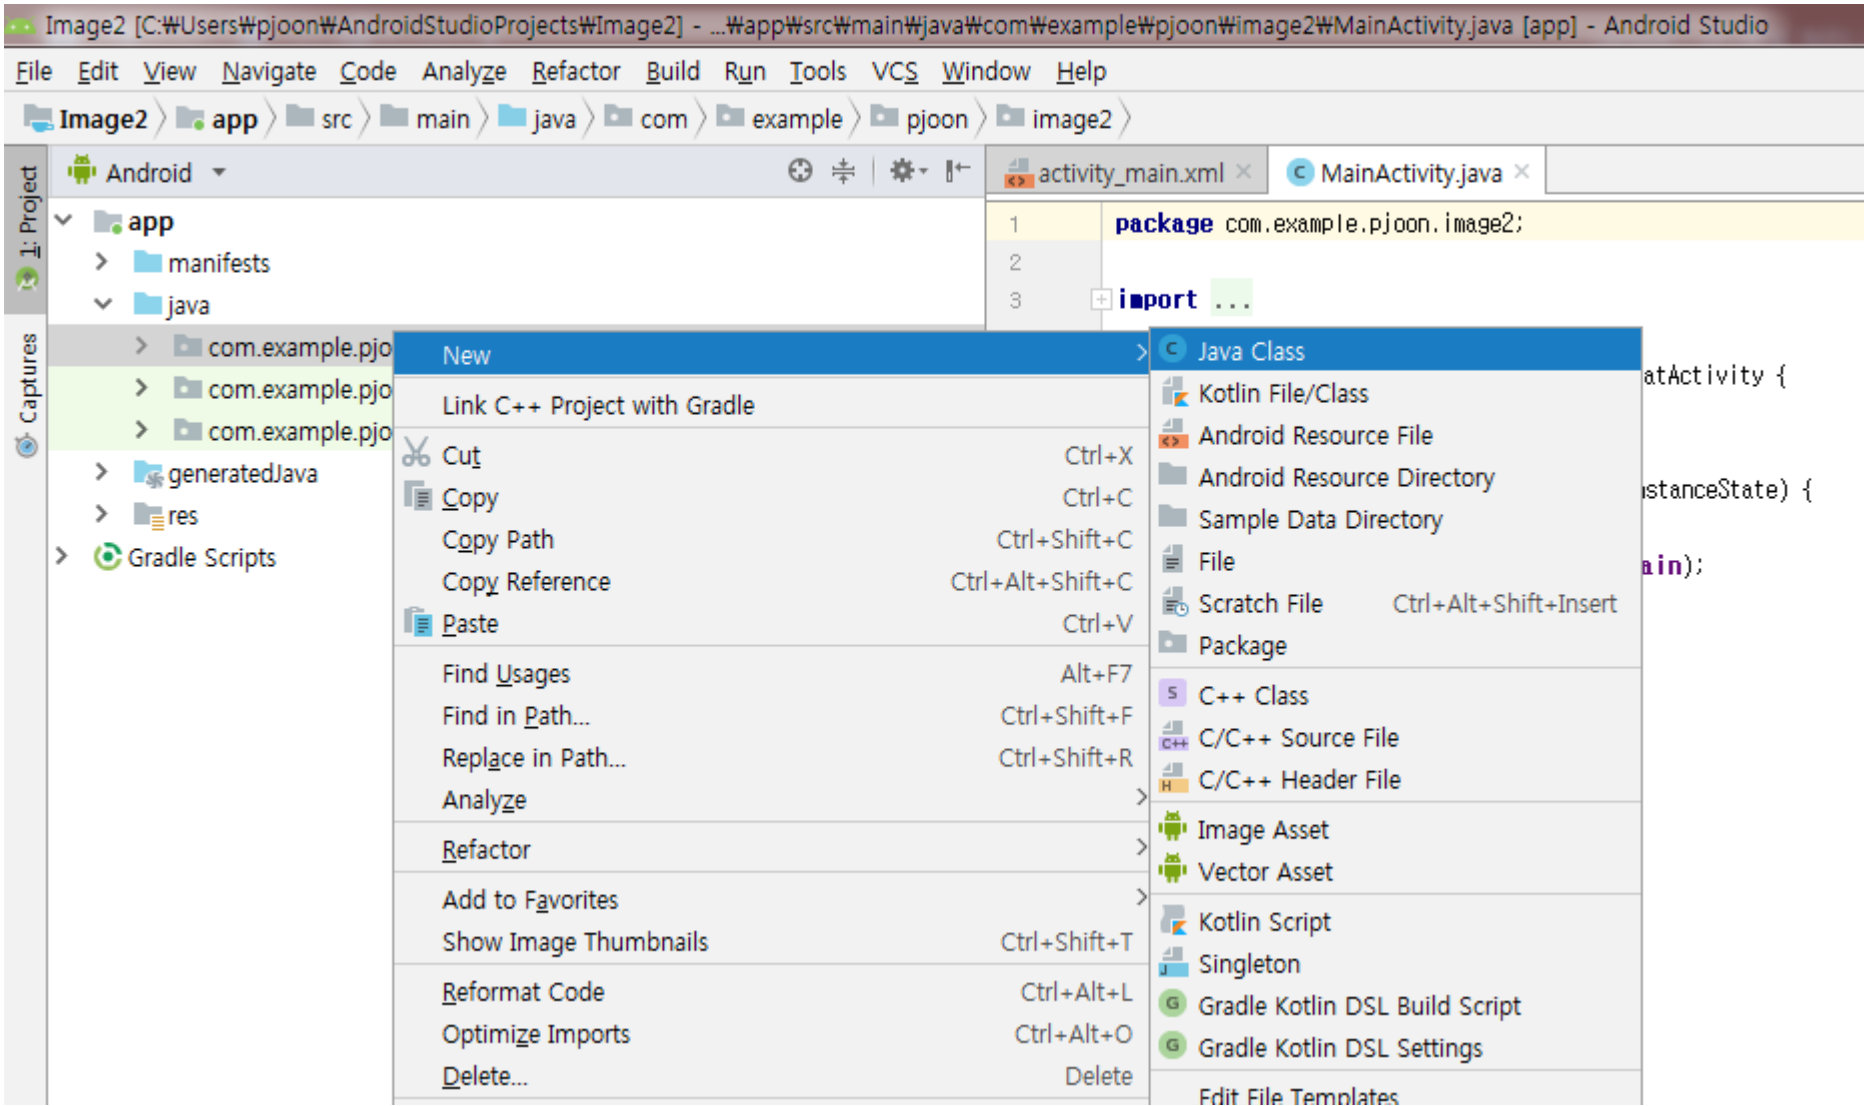 Image2 [C:₩Users₩pjoon₩AndroidStudioProjects₩Image2] - ...₩app₩src₩main₩java₩com₩example₩pjoon₩image2₩MainActivity.java [app] - Android Studio
File Edit View Navigate Code Analyze Refactor Build Run Tools VCS Window Help
Image2 app src main java com example pjoon image2
1: Project
Captures
Android
app
manifests
java
com.example.pjo
com.example.pjo
com.example.pjo
generatedJava
res
Gradle Scripts
activity_main.xml MainActivity.java
1 package com.example.pjoon.image2;
2
3 import ...
atActivity {
nstanceState) {
ain);
New
Link C++ Project with Gradle
Cut Ctrl+X
Copy Ctrl+C
Copy Path Ctrl+Shift+C
Copy Reference Ctrl+Alt+Shift+C
Paste Ctrl+V
Find Usages Alt+F7
Find in Path... Ctrl+Shift+F
Replace in Path... Ctrl+Shift+R
Analyze
Refactor
Add to Favorites
Show Image Thumbnails Ctrl+Shift+T
Reformat Code Ctrl+Alt+L
Optimize Imports Ctrl+Alt+O
Delete... Delete
Java Class
Kotlin File/Class
Android Resource File
Android Resource Directory
Sample Data Directory
File
Scratch File Ctrl+Alt+Shift+Insert
Package
C++ Class
C/C++ Source File
C/C++ Header File
Image Asset
Vector Asset
Kotlin Script
Singleton
Gradle Kotlin DSL Build Script
Gradle Kotlin DSL Settings
Edit File Templates